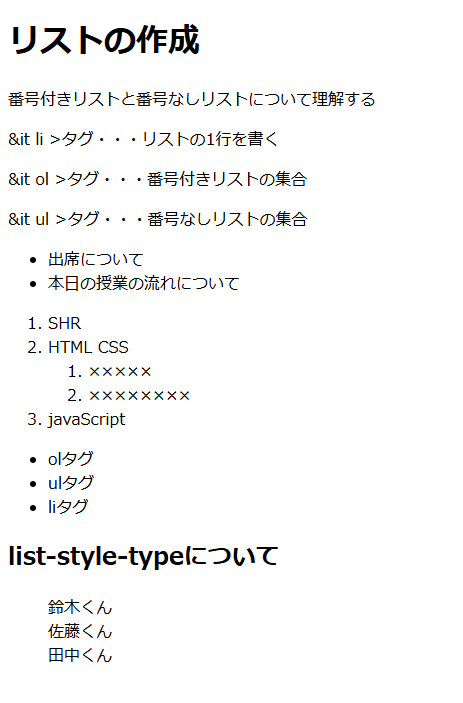 リストの作成
番号付きリストと番号なしリストについて理解する
&it li >タグ・・・リストの1行を書く
&it ol >タグ・・・番号付きリストの集合
&it ul >タグ・・・番号なしリストの集合
• 出席について
• 本日の授業の流れについて
1. SHR
2. HTML CSS
1. ×××××
2. ××××××××
3. javaScript
• olタグ
• ulタグ
• liタグ
list-style-typeについて
鈴木くん
佐藤くん
田中くん